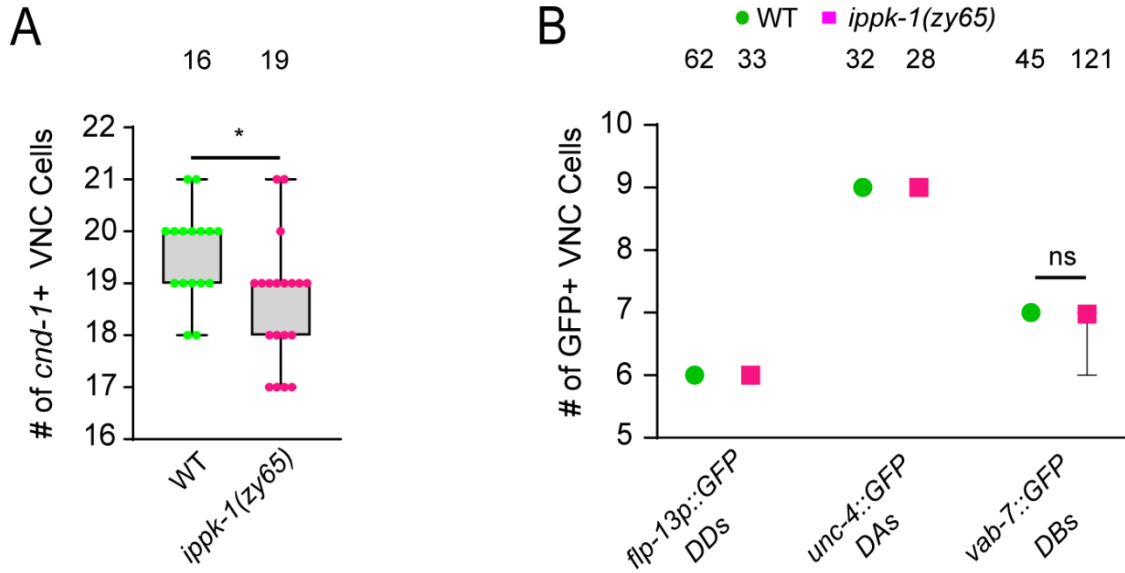 A
16 19
# of cnd-1+ VNC Cells
22
21
20
19
18
17
16
*
WT
ippk-1(zy65)
B
WT ippk-1(zy65)
62 33 32 28 45 121
# of GFP+ VNC Cells
10
9
8
7
6
5
ns
flp-13p::GFP
DDs
unc-4::GFP
DAs
vab-7::GFP
DBs